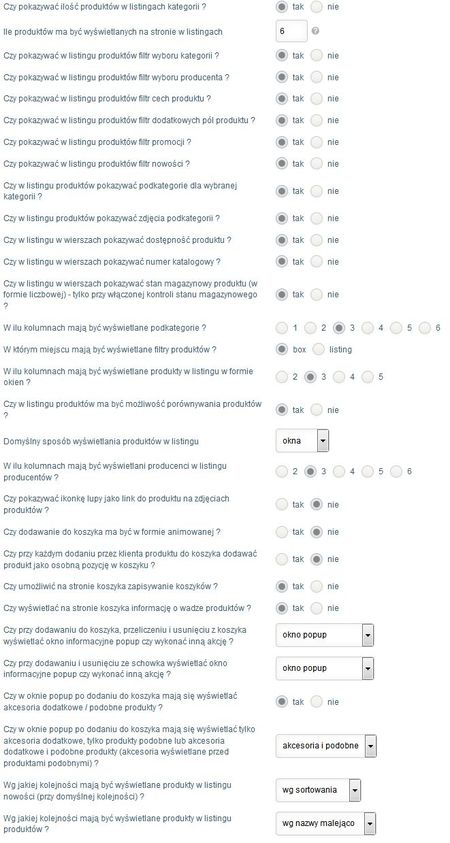 Czy pokazywać ilość produktów w listingach kategorii ? tak nie
Ile produktów ma być wyświetlanych na stronie w listingach 6
Czy pokazywać w listingu produktów filtr wyboru kategorii ? tak nie
Czy pokazywać w listingu produktów filtr wyboru producenta ? tak nie
Czy pokazywać w listingu produktów filtr cech produktu ? tak nie
Czy pokazywać w listingu produktów filtr dodatkowych pól produktu ? tak nie
Czy pokazywać w listingu produktów filtr promocji ? tak nie
Czy pokazywać w listingu produktów filtr nowości ? tak nie
Czy w listingu produktów pokazywać podkategorie dla wybranej
kategorii ? tak nie
Czy w listingu produktów pokazywać zdjęcia podkategorii ? tak nie
Czy w listingu w wierszach pokazywać dostępność produktu ? tak nie
Czy w listingu w wierszach pokazywać numer katalogowy ? tak nie
Czy w listingu w wierszach pokazywać stan magazynowy produktu (w
formie liczbowej) - tylko przy włączonej kontroli stanu magazynowego
? tak nie
W ilu kolumnach mają być wyświetlane podkategorie ? 1 2 3 4 5 6
W którym miejscu mają być wyświetlane filtry produktów ? box listing
W ilu kolumnach mają być wyświetlane produkty w listingu w formie
okien ? 2 3 4 5
Czy w listingu produktów ma być możliwość porównywania produktów
? tak nie
Domyślny sposób wyświetlania produktów w listingu okna
W ilu kolumnach mają być wyświetlani producenci w listingu
producentów ? 2 3 4 5 6
Czy pokazywać ikonkę lupy jako link do produktu na zdjęciach
produktów ? tak nie
Czy dodawanie do koszyka ma być w formie animowanej ? tak nie
Czy przy każdym dodaniu przez klienta produktu do koszyka dodawać
produkt jako osobną pozycję w koszyku ? tak nie
Czy umożliwić na stronie koszyka zapisywanie koszyków ? tak nie
Czy wyświetlać na stronie koszyka informację o wadze produktów ? tak nie
Czy przy dodawaniu do koszyka, przeliczeniu i usunięciu z koszyka
wyświetlać okno informacyjne popup czy wykonać inną akcję ? okno popup
Czy przy dodawaniu i usunięciu ze schowka wyświetlać okno
informacyjne popup czy wykonać inną akcję ? okno popup
Czy w oknie popup po dodaniu do koszyka mają się wyświetlać
akcesoria dodatkowe / podobne produkty ? tak nie
Czy w oknie popup po dodaniu do koszyka mają się wyświetlać tylko
akcesoria dodatkowe, tylko produkty podobne lub akcesoria
dodatkowe i podobne produkty (akcesoria wyświetlane przed
produktami podobnymi) ? akcesoria i podobne
Wg jakiej kolejności mają być wyświetlane produkty w listingu
nowości (przy domyślnej kolejności) ? wg sortowania
Wg jakiej kolejności mają być wyświetlane produkty w listingu
produktów ? wg nazwy malejąco